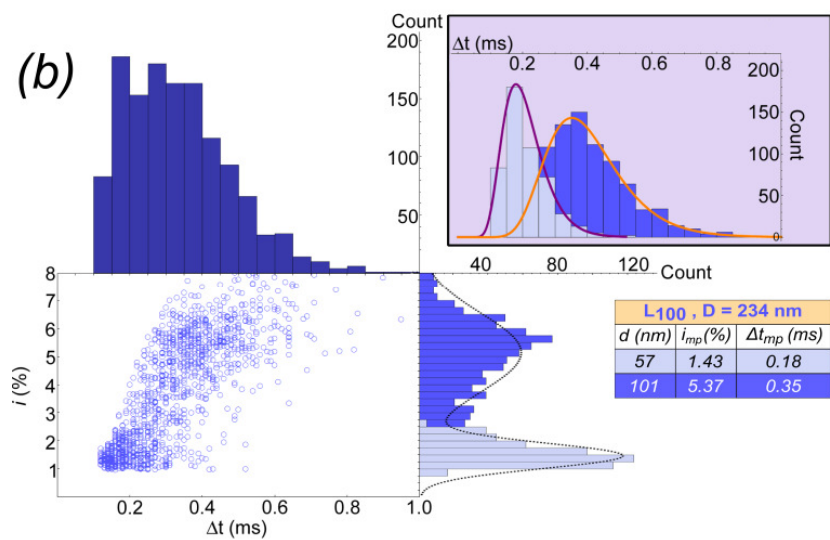 (b)
Count
200
150
100
50
Δt (ms)
0.2 0.4 0.6 0.8
200
150
100
50
0
Count
40 80 120 Count
8
7
6
5
4
3
2
1
i (%)
0.2 0.4 0.6 0.8 1.0
Δt (ms)
L100 , D = 234 nm
d (nm) imp(%) Δtmp (ms)
57 1.43 0.18
101 5.37 0.35